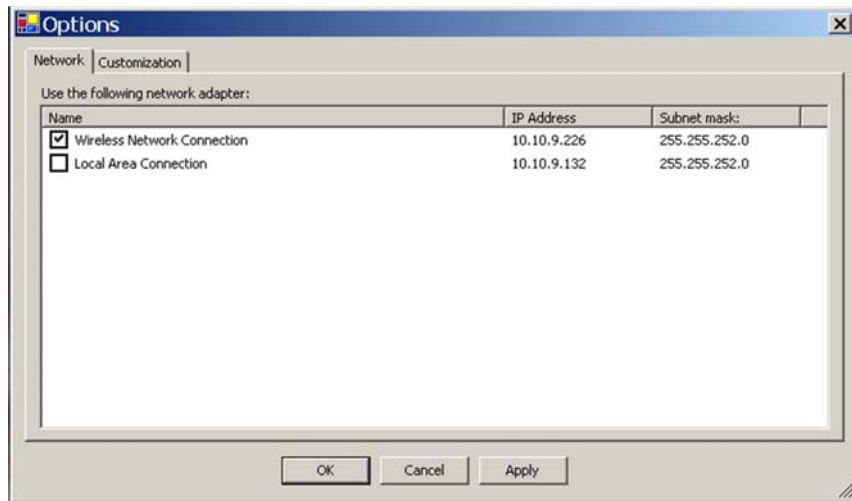 Options
Network Customization
Use the following network adapter:
Name IP Address Subnet mask:
Wireless Network Connection 10.10.9.226 255.255.252.0
Local Area Connection 10.10.9.132 255.255.252.0
OK Cancel Apply